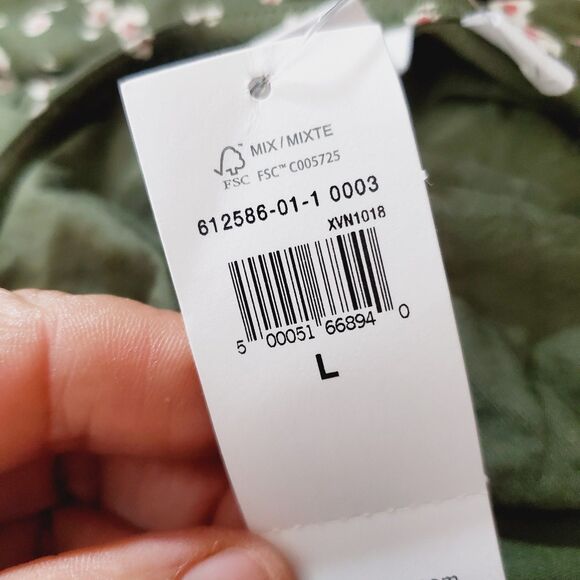 MIX / MIXTE
FSC FSC™ C005725
612586-01-1 0003
XVN1018
5 00051 66894 0
L